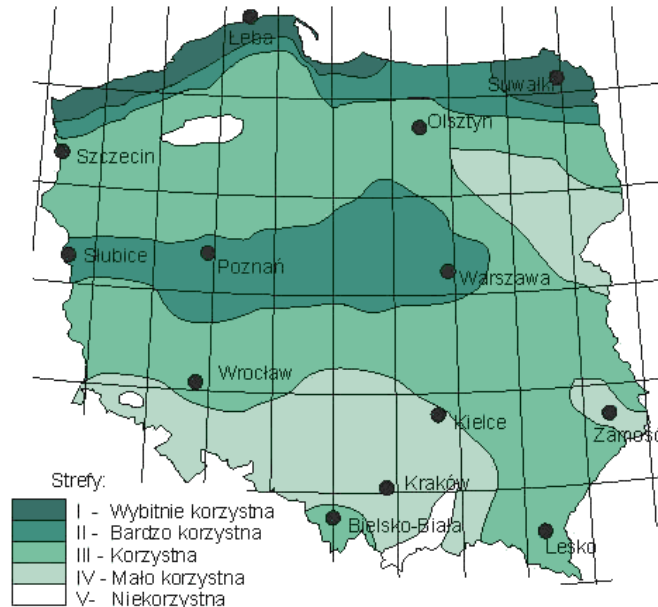 Łeba
Suwałki
Olsztyn
Szczecin
Słubice
Poznań
Warszawa
Wrocław
Kielce
Zamość
Kraków
Bielsko-Biała
Lesko
Strefy:
I - Wybitnie korzystna
II - Bardzo korzystna
III - Korzystna
IV - Mało korzystna
V- Niekorzystna